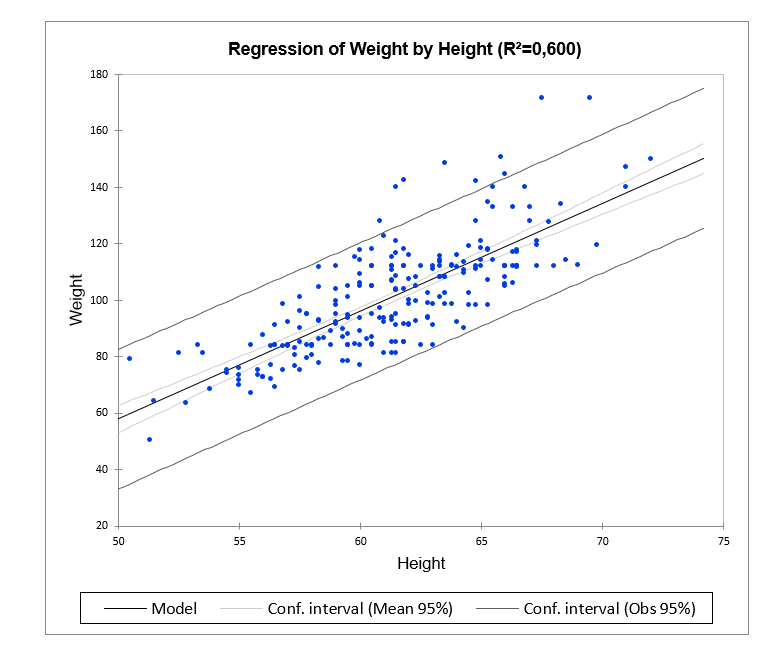 Regression of Weight by Height (R²=0,600)
180
160
140
120
100
80
60
40
20
Weight
50 55 60 65 70 75
Height
Model Conf. interval (Mean 95%) Conf. interval (Obs 95%)